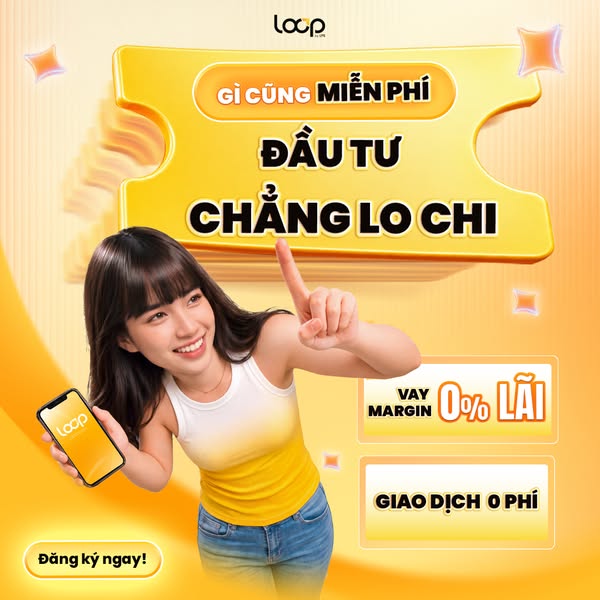 Loop
GÌ CŨNG MIỄN PHÍ
ĐẦU TƯ
CHẲNG LO CHI
VAY
MARGIN 0% LÃI
GIAO DỊCH 0 PHÍ
Loop
Đăng ký ngay!